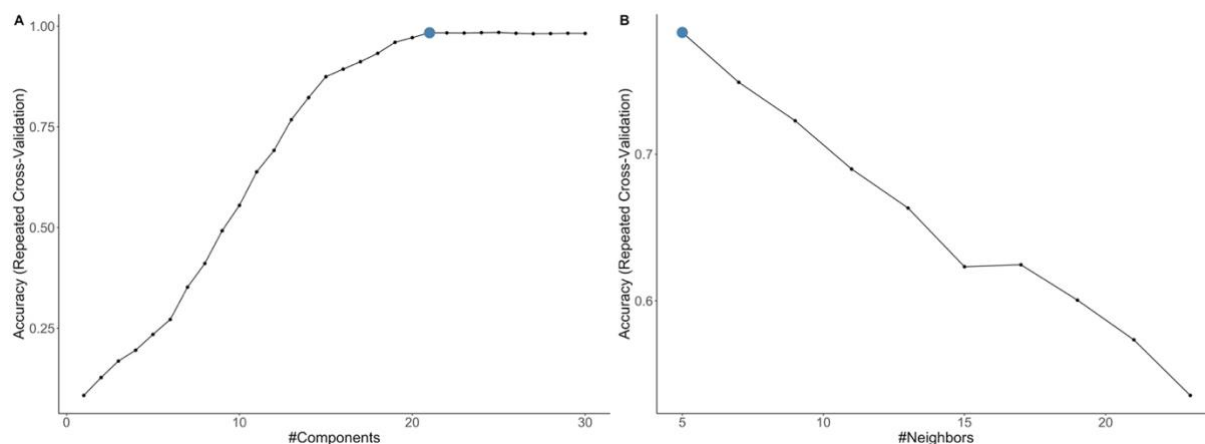 A
Accuracy (Repeated Cross-Validation)
1.00
0.75
0.50
0.25
0 10 20 30
#Components
B
Accuracy (Repeated Cross-Validation)
0.7
0.6
5 10 15 20
#Neighbors